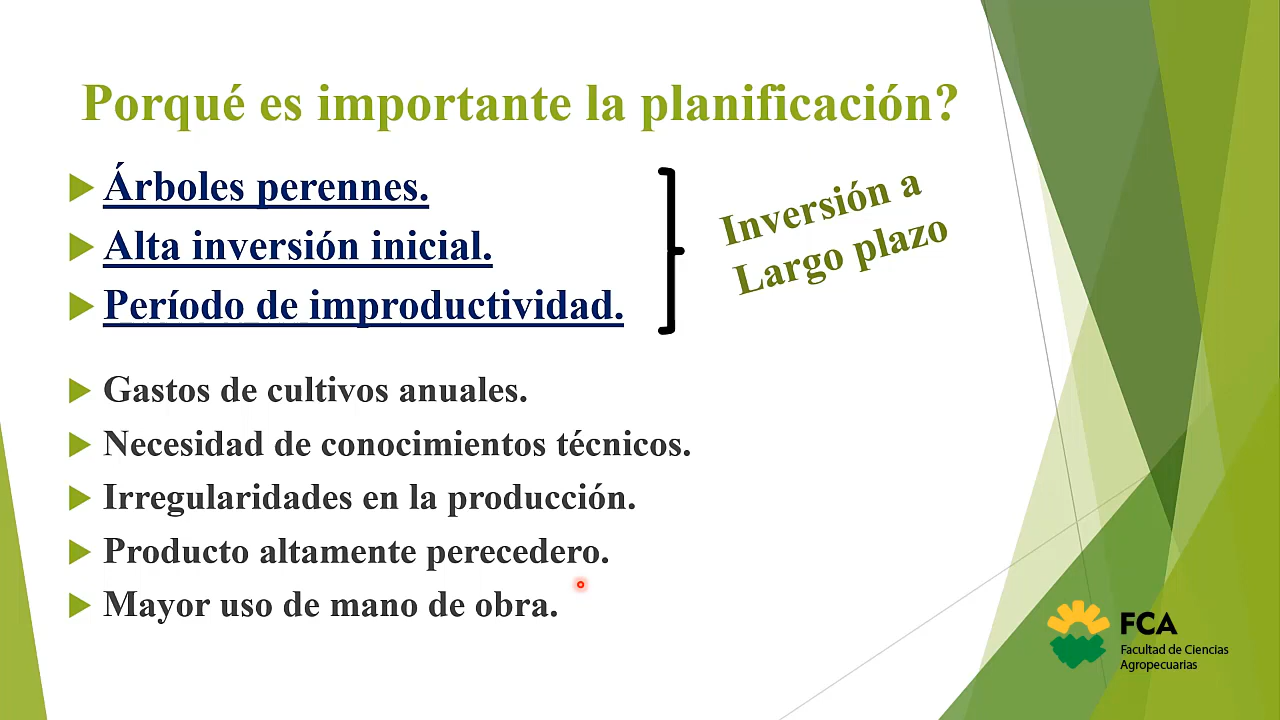 Porqué es importante la planificación?
Árboles perennes.
Alta inversión inicial.
Período de improductividad.
Inversión a
Largo plazo
Gastos de cultivos anuales.
Necesidad de conocimientos técnicos.
Irregularidades en la producción.
Producto altamente perecedero.
Mayor uso de mano de obra.
FCA
Facultad de Ciencias
Agropecuarias